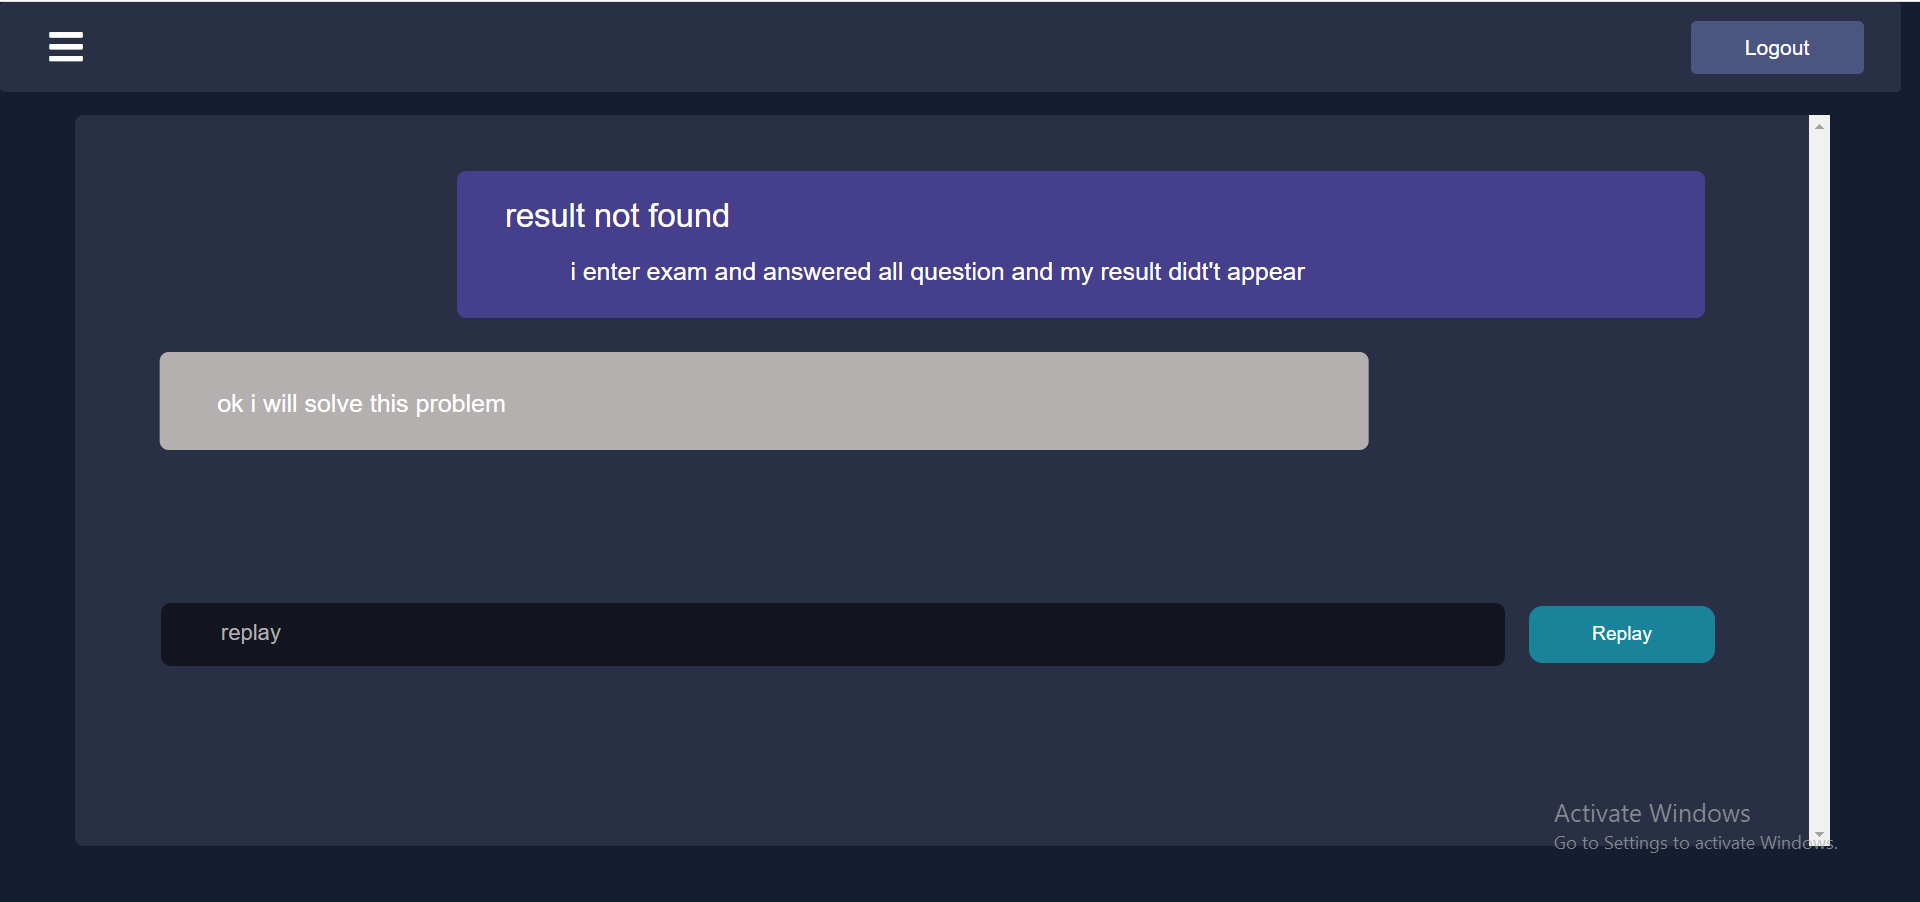 Logout
result not found
i enter exam and answered all question and my result didt't appear
ok i will solve this problem
replay
Replay
Activate Windows
Go to Settings to activate Windows.